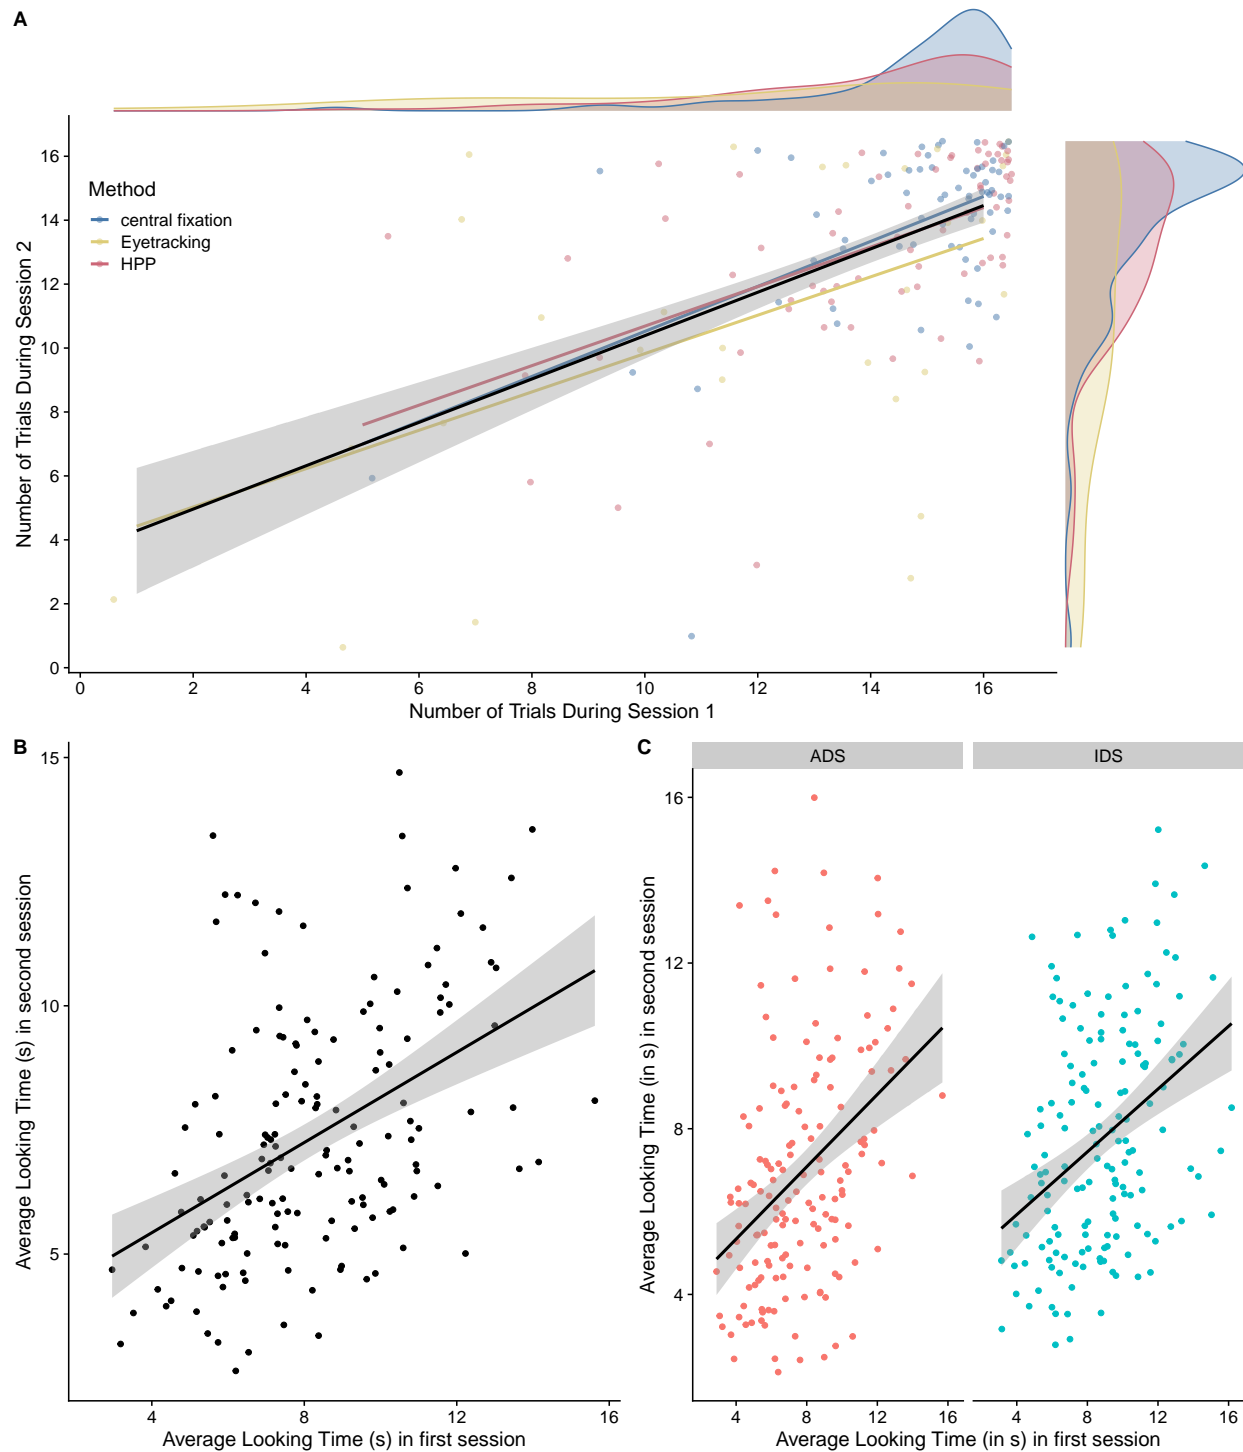 A
Number of Trials During Session 2
16
14
12
10
8
6
4
2
0
Method
central fixation
Eyetracking
HPP
0 2 4 6 8 10 12 14 16
Number of Trials During Session 1
B
Average Looking Time (s) in second session
15
10
5
4 8 12 16
Average Looking Time (s) in first session
C
ADS IDS
Average Looking Time (in s) in second session
16
12
8
4
4 8 12 16 4 8 12 16
Average Looking Time (in s) in first session